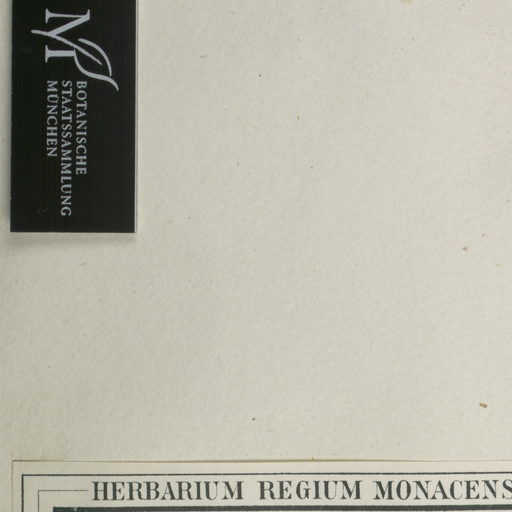 M
BOTANISCHE
STAATSSAMMLUNG
MÜNCHEN
HERBARIUM REGIUM MONACENS